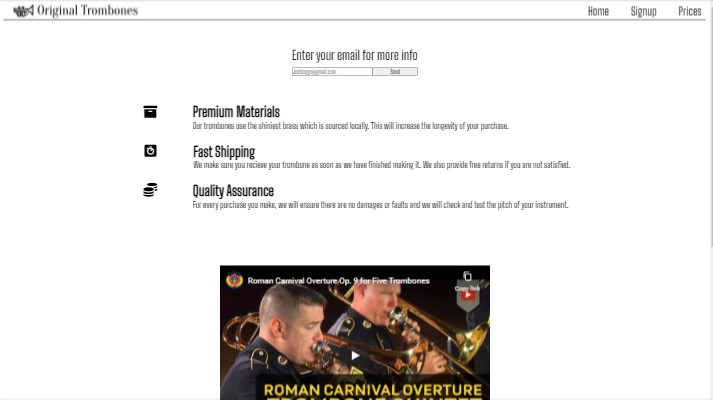 Original Trombones
Home Signup Prices
Enter your email for more info
Send
Premium Materials
Our trombones use the shiniest brass which is sourced locally. This will increase the longevity of your purchase.
Fast Shipping
We make sure you recieve your trombone as soon as we have finished making it. We also provide free returns if you are not satisfied.
Quality Assurance
For every purchase you make, we will ensure there are no damages or faults and we will check and test the pitch of your instrument.
Roman Carnival Overture Op. 9 for Five Trombones
Copy link
ROMAN CARNIVAL OVERTURE